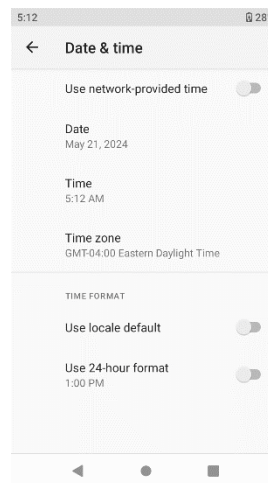 5:12 28
Date & time
Use network-provided time
Date
May 21, 2024
Time
5:12 AM
Time zone
GMT-04:00 Eastern Daylight Time
TIME FORMAT
Use locale default
Use 24-hour format
1:00 PM